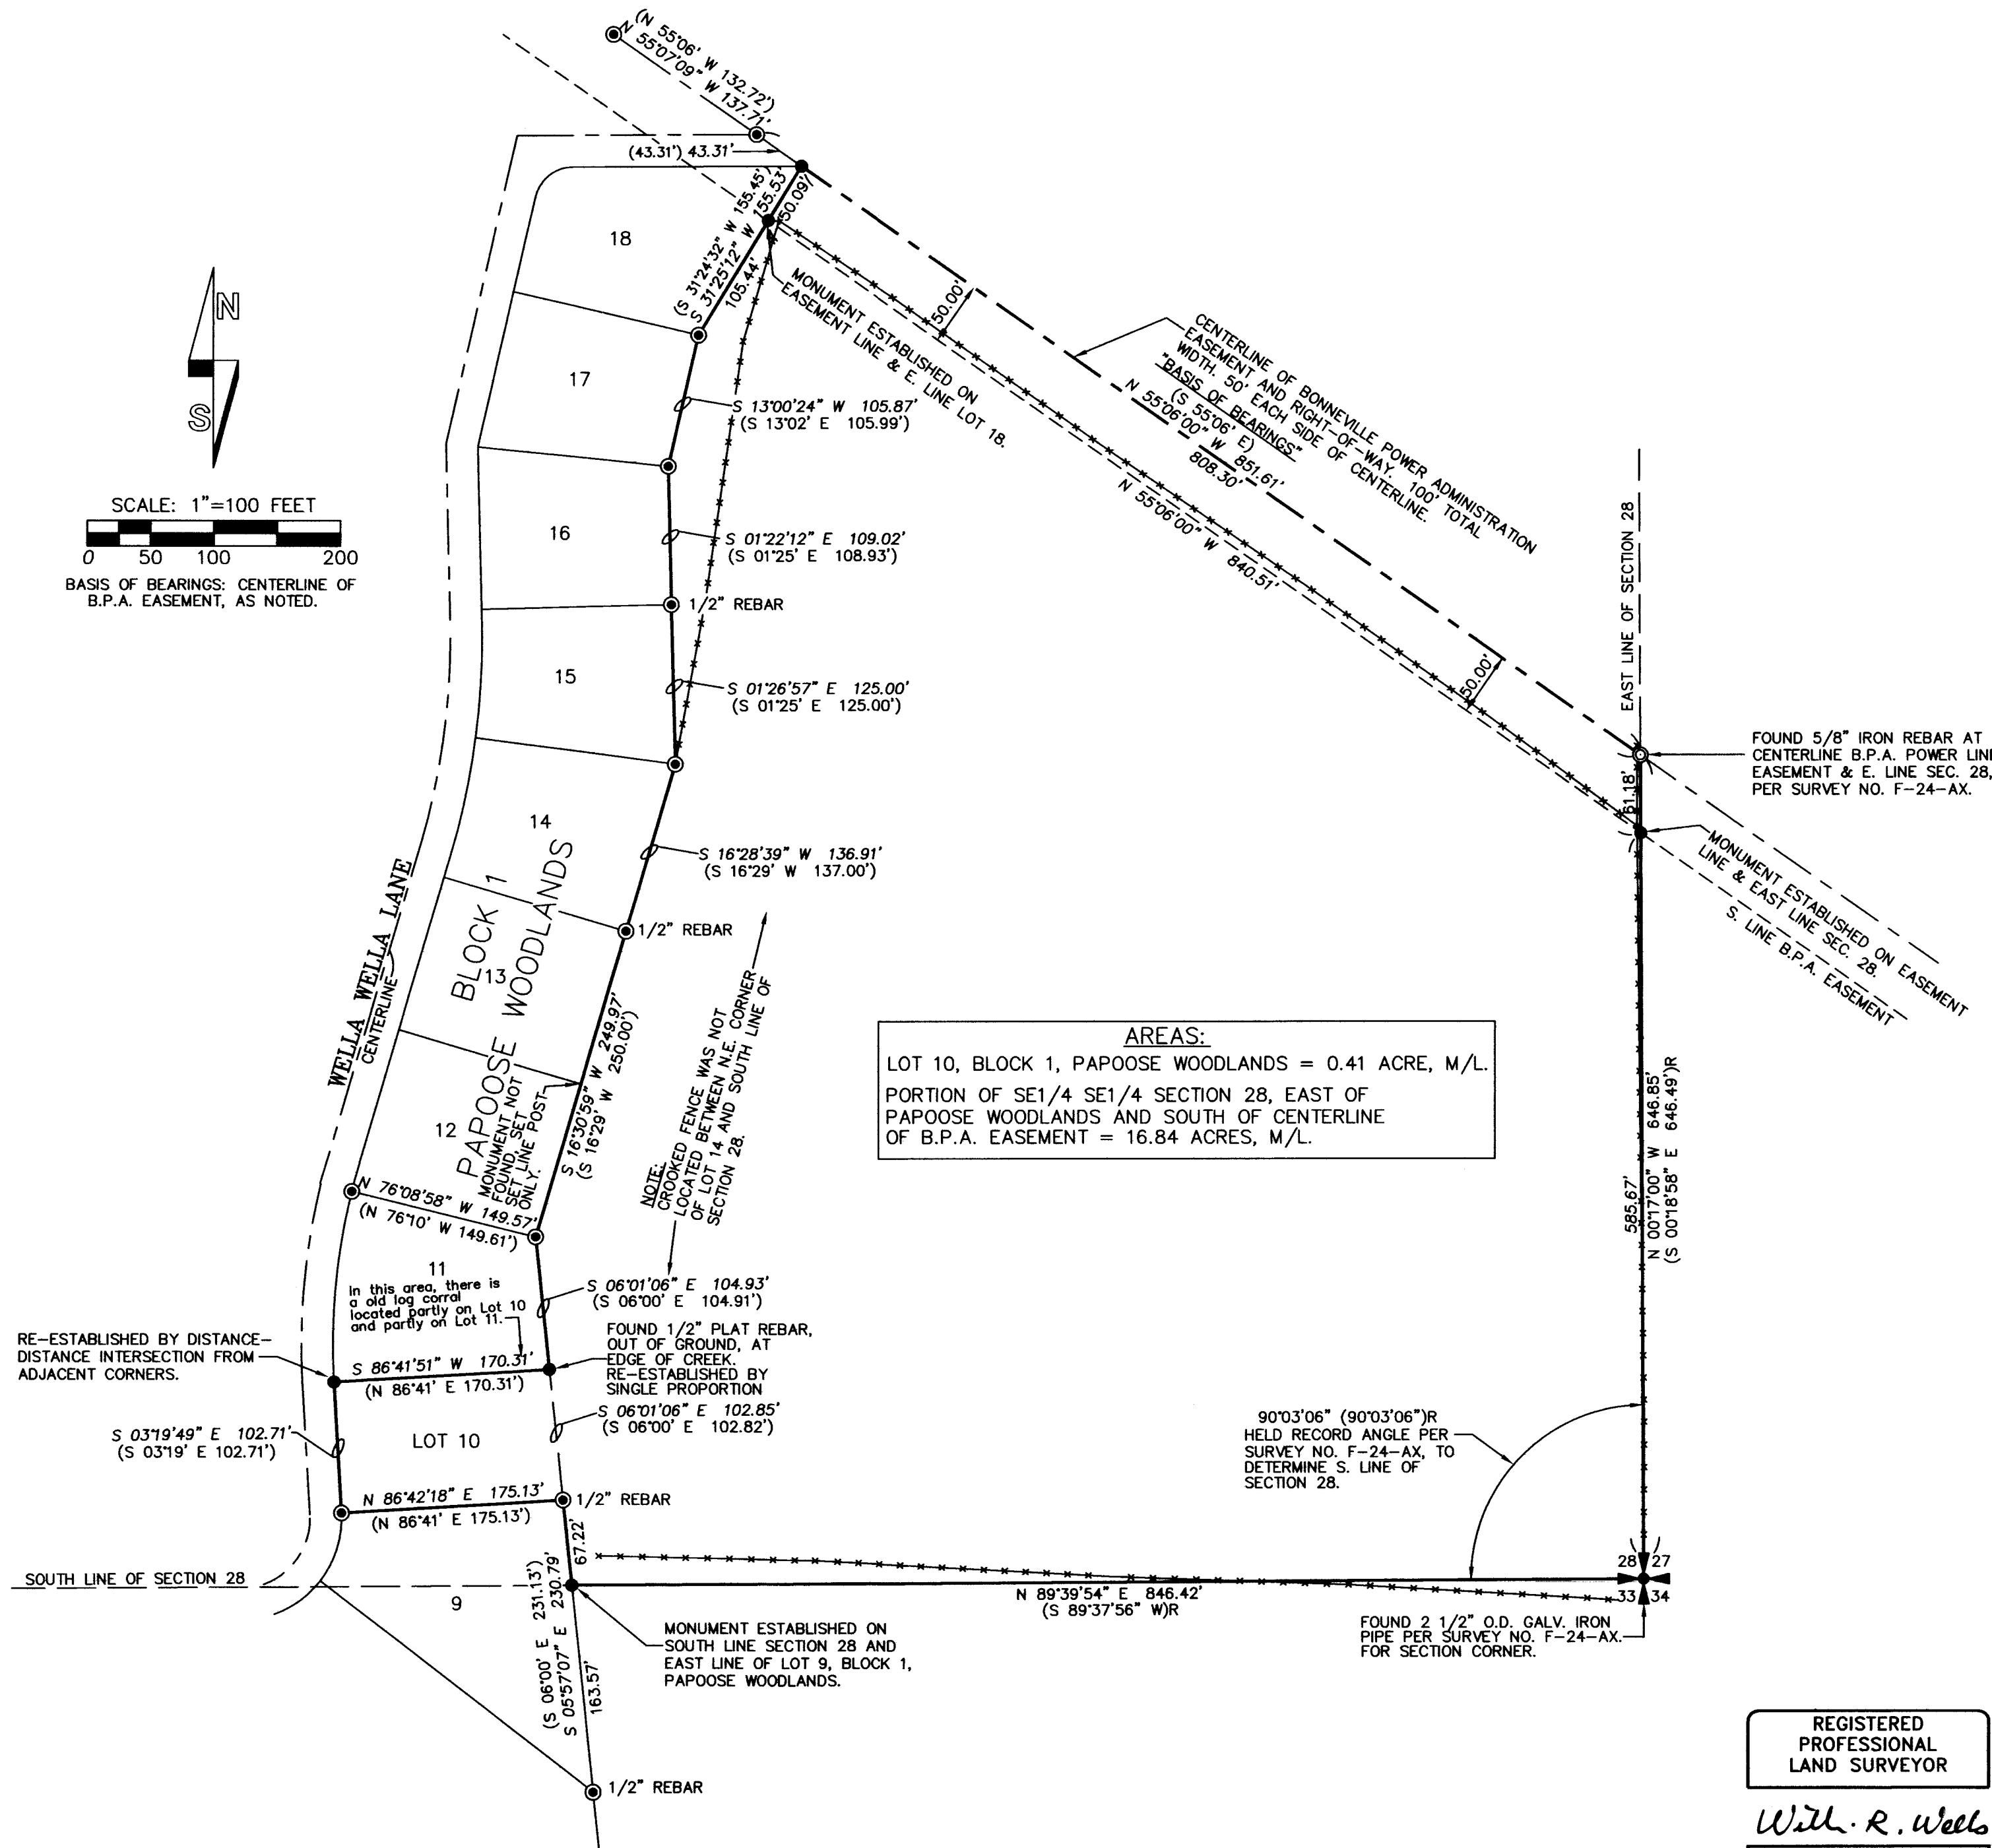 (N 55°06' W 132.72')
N 55°07'09" W 137.71'
(43.31') 43.31'
(S 31°24'32" W 155.45')
S 31°25'12" W 155.53'
50.09'
105.44'
18
N
S
SCALE: 1"=100 FEET
0 50 100 200
BASIS OF BEARINGS: CENTERLINE OF
B.P.A. EASEMENT, AS NOTED.
MONUMENT ESTABLISHED ON
EASEMENT LINE & E. LINE LOT 18.
50.00'
CENTERLINE OF BONNEVILLE POWER ADMINISTRATION
EASEMENT AND RIGHT-OF-WAY. 100' TOTAL
WIDTH. 50' EACH SIDE OF CENTERLINE.
"BASIS OF BEARINGS"
(S 55°06' E)
N 55°06'00" W 851.61'
808.30'
N 55°06'00" W 840.51'
50.00'
17
S 13°00'24" W 105.87'
(S 13°02' E 105.99')
16
S 01°22'12" E 109.02'
(S 01°25' E 108.93')
1/2" REBAR
15
S 01°26'57" E 125.00'
(S 01°25' E 125.00')
EAST LINE OF SECTION 28
FOUND 5/8" IRON REBAR AT
CENTERLINE B.P.A. POWER LINE
EASEMENT & E. LINE SEC. 28,
PER SURVEY NO. F-24-AX.
61.18'
MONUMENT ESTABLISHED ON EASEMENT
LINE & EAST LINE SEC. 28.
S. LINE B.P.A. EASEMENT
14
S 16°28'39" W 136.91'
(S 16°29' W 137.00')
1/2" REBAR
WELLA WELLA LANE
CENTERLINE
BLOCK 1
PAPOOSE WOODLANDS
13
12
MONUMENT NOT
FOUND, SET
SET LINE POST
ONLY.
S 16°30'59" W 249.97'
(S 16°29' W 250.00')
NOTE:
CROOKED FENCE WAS NOT
LOCATED BETWEEN N.E. CORNER
OF LOT 14 AND SOUTH LINE OF
SECTION 28.
AREAS:
LOT 10, BLOCK 1, PAPOOSE WOODLANDS = 0.41 ACRE, M/L.
PORTION OF SE1/4 SE1/4 SECTION 28, EAST OF
PAPOOSE WOODLANDS AND SOUTH OF CENTERLINE
OF B.P.A. EASEMENT = 16.84 ACRES, M/L.
585.67'
N 00°17'00" W 646.85'
(S 00°18'58" E 646.49')R
N 76°08'58" W 149.57'
(N 76°10' W 149.61')
11
In this area, there is
a old log corral
located partly on Lot 10
and partly on Lot 11.
S 06°01'06" E 104.93'
(S 06°00' E 104.91')
FOUND 1/2" PLAT REBAR,
OUT OF GROUND, AT
EDGE OF CREEK.
RE-ESTABLISHED BY
SINGLE PROPORTION
RE-ESTABLISHED BY DISTANCE-
DISTANCE INTERSECTION FROM
ADJACENT CORNERS.
S 86°41'51" W 170.31'
(N 86°41' E 170.31')
S 06°01'06" E 102.85'
(S 06°00' E 102.82')
S 03°19'49" E 102.71'
(S 03°19' E 102.71')
LOT 10
90°03'06" (90°03'06")R
HELD RECORD ANGLE PER
SURVEY NO. F-24-AX, TO
DETERMINE S. LINE OF
SECTION 28.
N 86°42'18" E 175.13'
(N 86°41' E 175.13')
1/2" REBAR
67.22'
SOUTH LINE OF SECTION 28
9
(S 06°00' E 231.13')
S 05°57'07" E 230.79'
163.57'
N 89°39'54" E 846.42'
(S 89°37'56" W)R
28 27
33 34
MONUMENT ESTABLISHED ON
SOUTH LINE SECTION 28 AND
EAST LINE OF LOT 9, BLOCK 1,
PAPOOSE WOODLANDS.
FOUND 2 1/2" O.D. GALV. IRON
PIPE PER SURVEY NO. F-24-AX.
FOR SECTION CORNER.
1/2" REBAR
REGISTERED
PROFESSIONAL
LAND SURVEYOR
Will. R. Wells